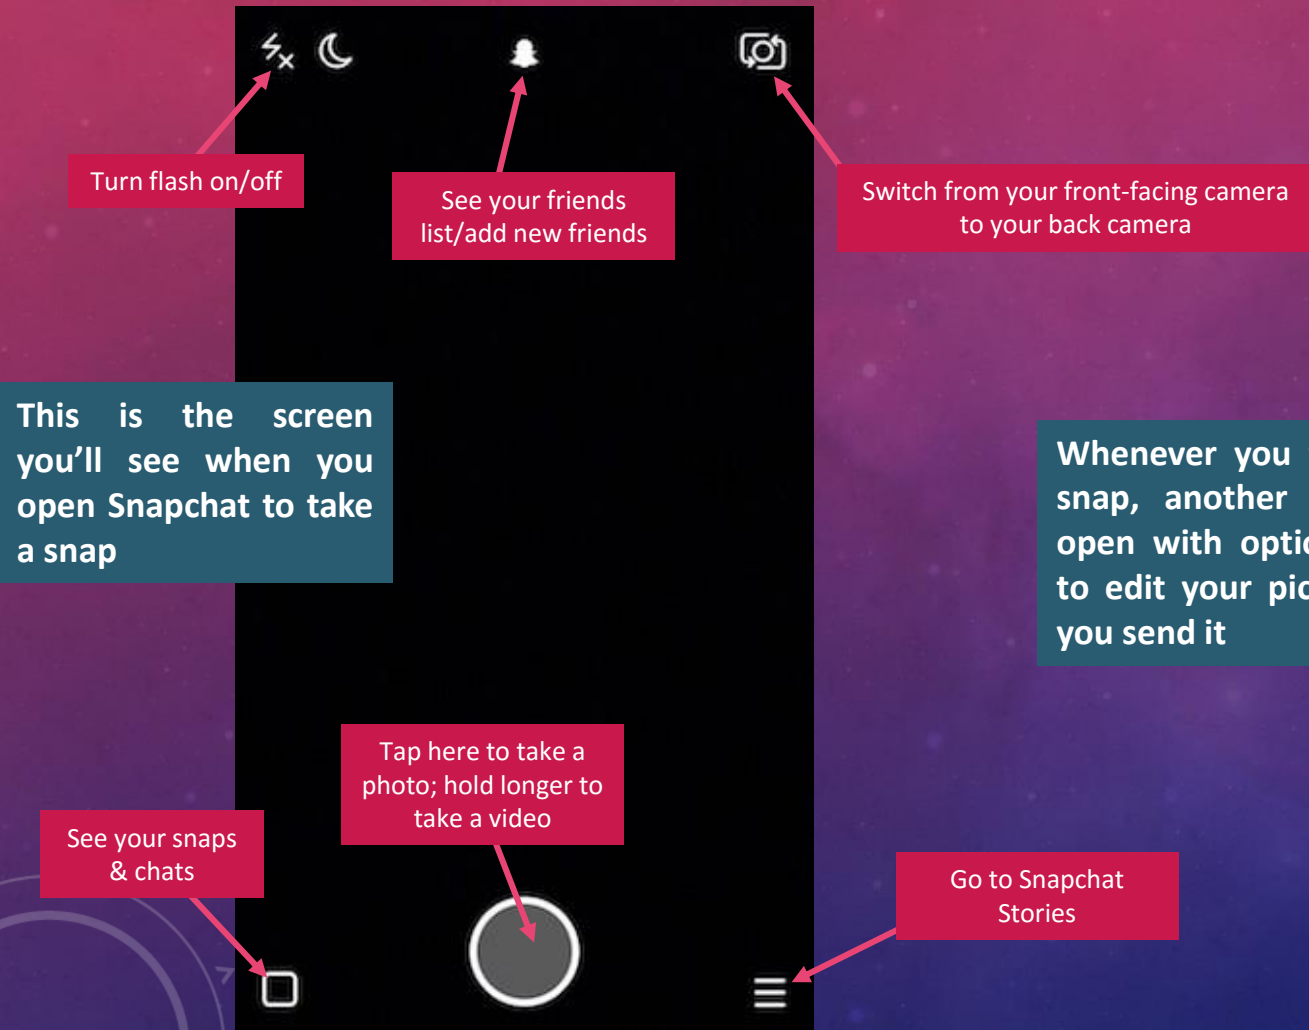 Turn flash on/off
See your friends
list/add new friends
Switch from your front-facing camera
to your back camera
This is the screen
you’ll see when you
open Snapchat to take
a snap
Whenever you
snap, another
open with
to edit your
you send it
Tap here to take a
photo; hold longer to
take a video
See your snaps
& chats
Go to Snapchat
Stories